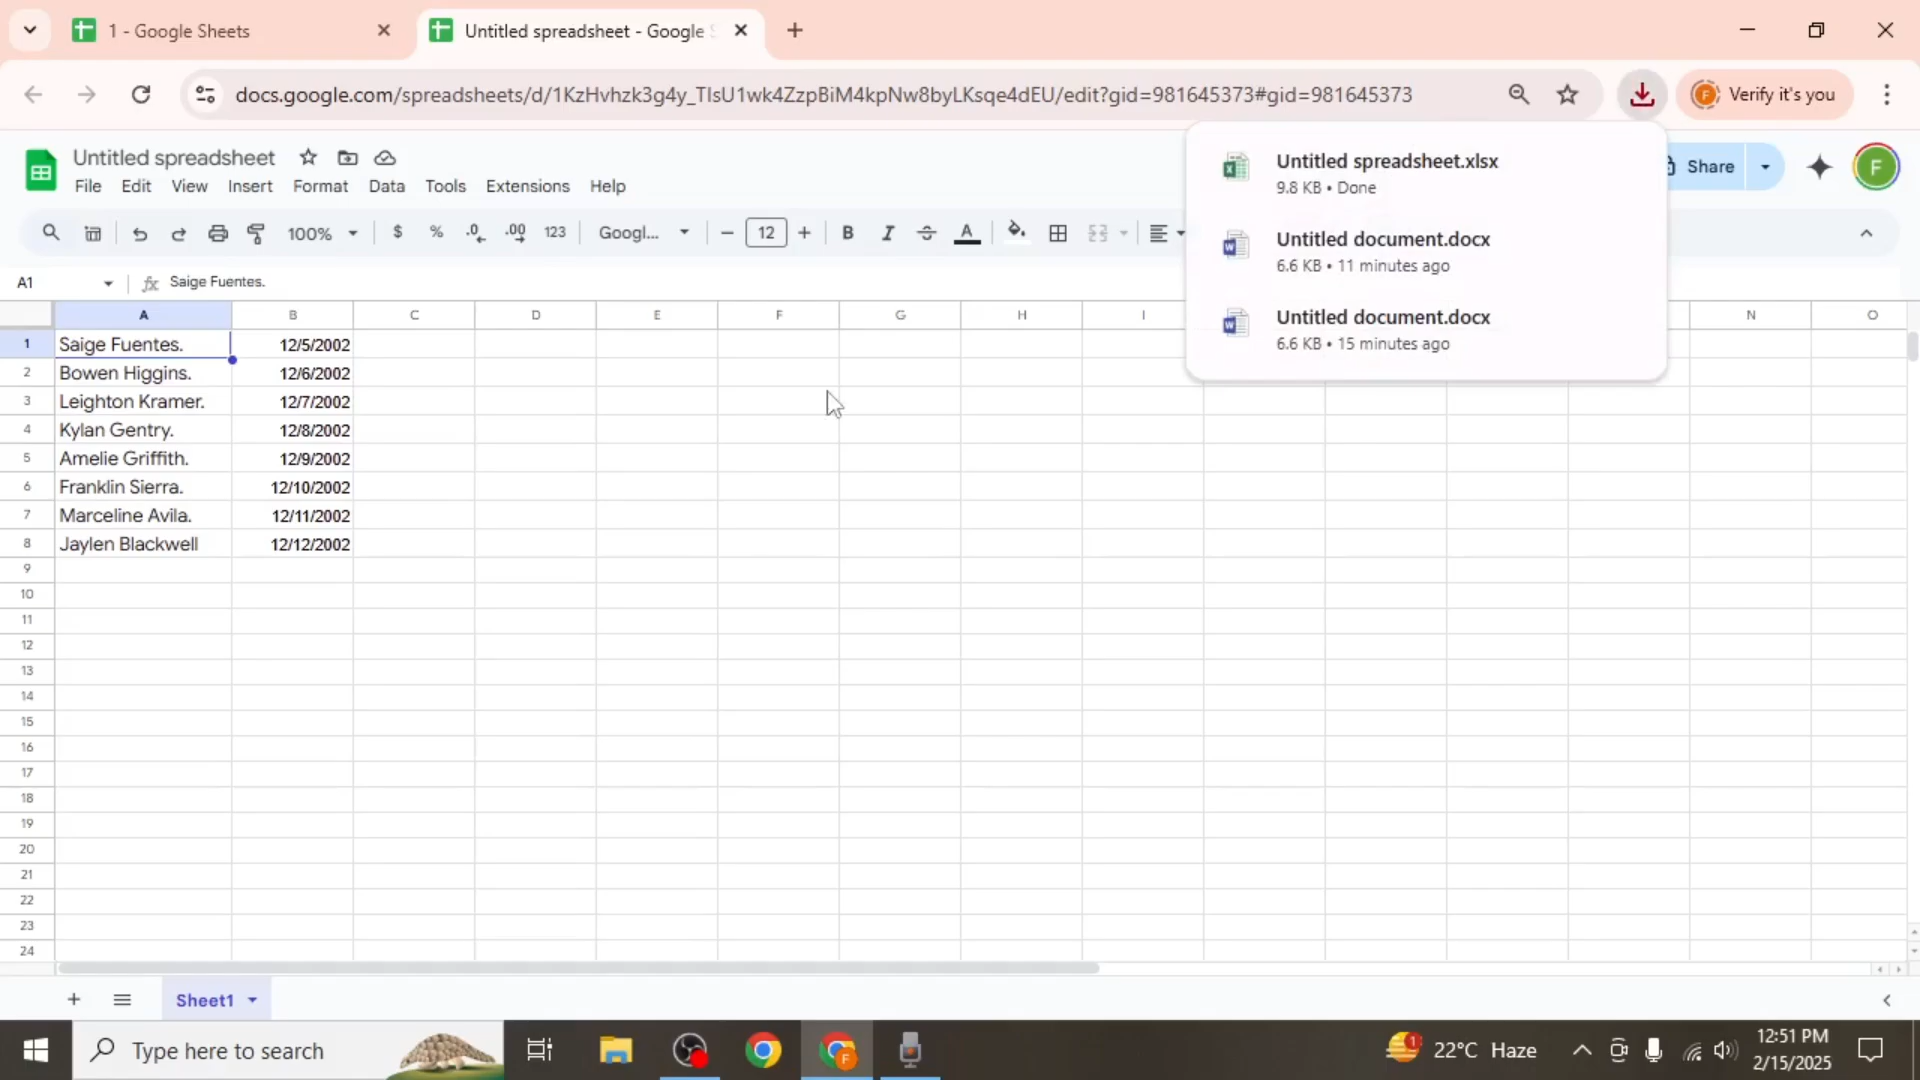 1 - Google Sheets
Untitled spreadsheet - Google S
docs.google.com/spreadsheets/d/1KzHvhzk3g4y_TIsU1wk4ZzpBiM4kpNw8byLKsqe4dEU/edit?gid=981645373#gid=981645373
F
Verify it's you
Untitled spreadsheet
File Edit View Insert Format Data Tools Extensions Help
Share
F
100%
$ % .0 .00 123
Googl...
12
B I A
A1
fx Saige Fuentes.
Untitled spreadsheet.xlsx
9.8 KB • Done
Untitled document.docx
6.6 KB • 11 minutes ago
Untitled document.docx
6.6 KB • 15 minutes ago
A B C D E F G H I N O
1 Saige Fuentes. 12/5/2002
2 Bowen Higgins. 12/6/2002
3 Leighton Kramer. 12/7/2002
4 Kylan Gentry. 12/8/2002
5 Amelie Griffith. 12/9/2002
6 Franklin Sierra. 12/10/2002
7 Marceline Avila. 12/11/2002
8 Jaylen Blackwell 12/12/2002
9
10
11
12
13
14
15
16
17
18
19
20
21
22
23
24
Sheet1
Type here to search
F
1
22°C Haze
12:51 PM
2/15/2025